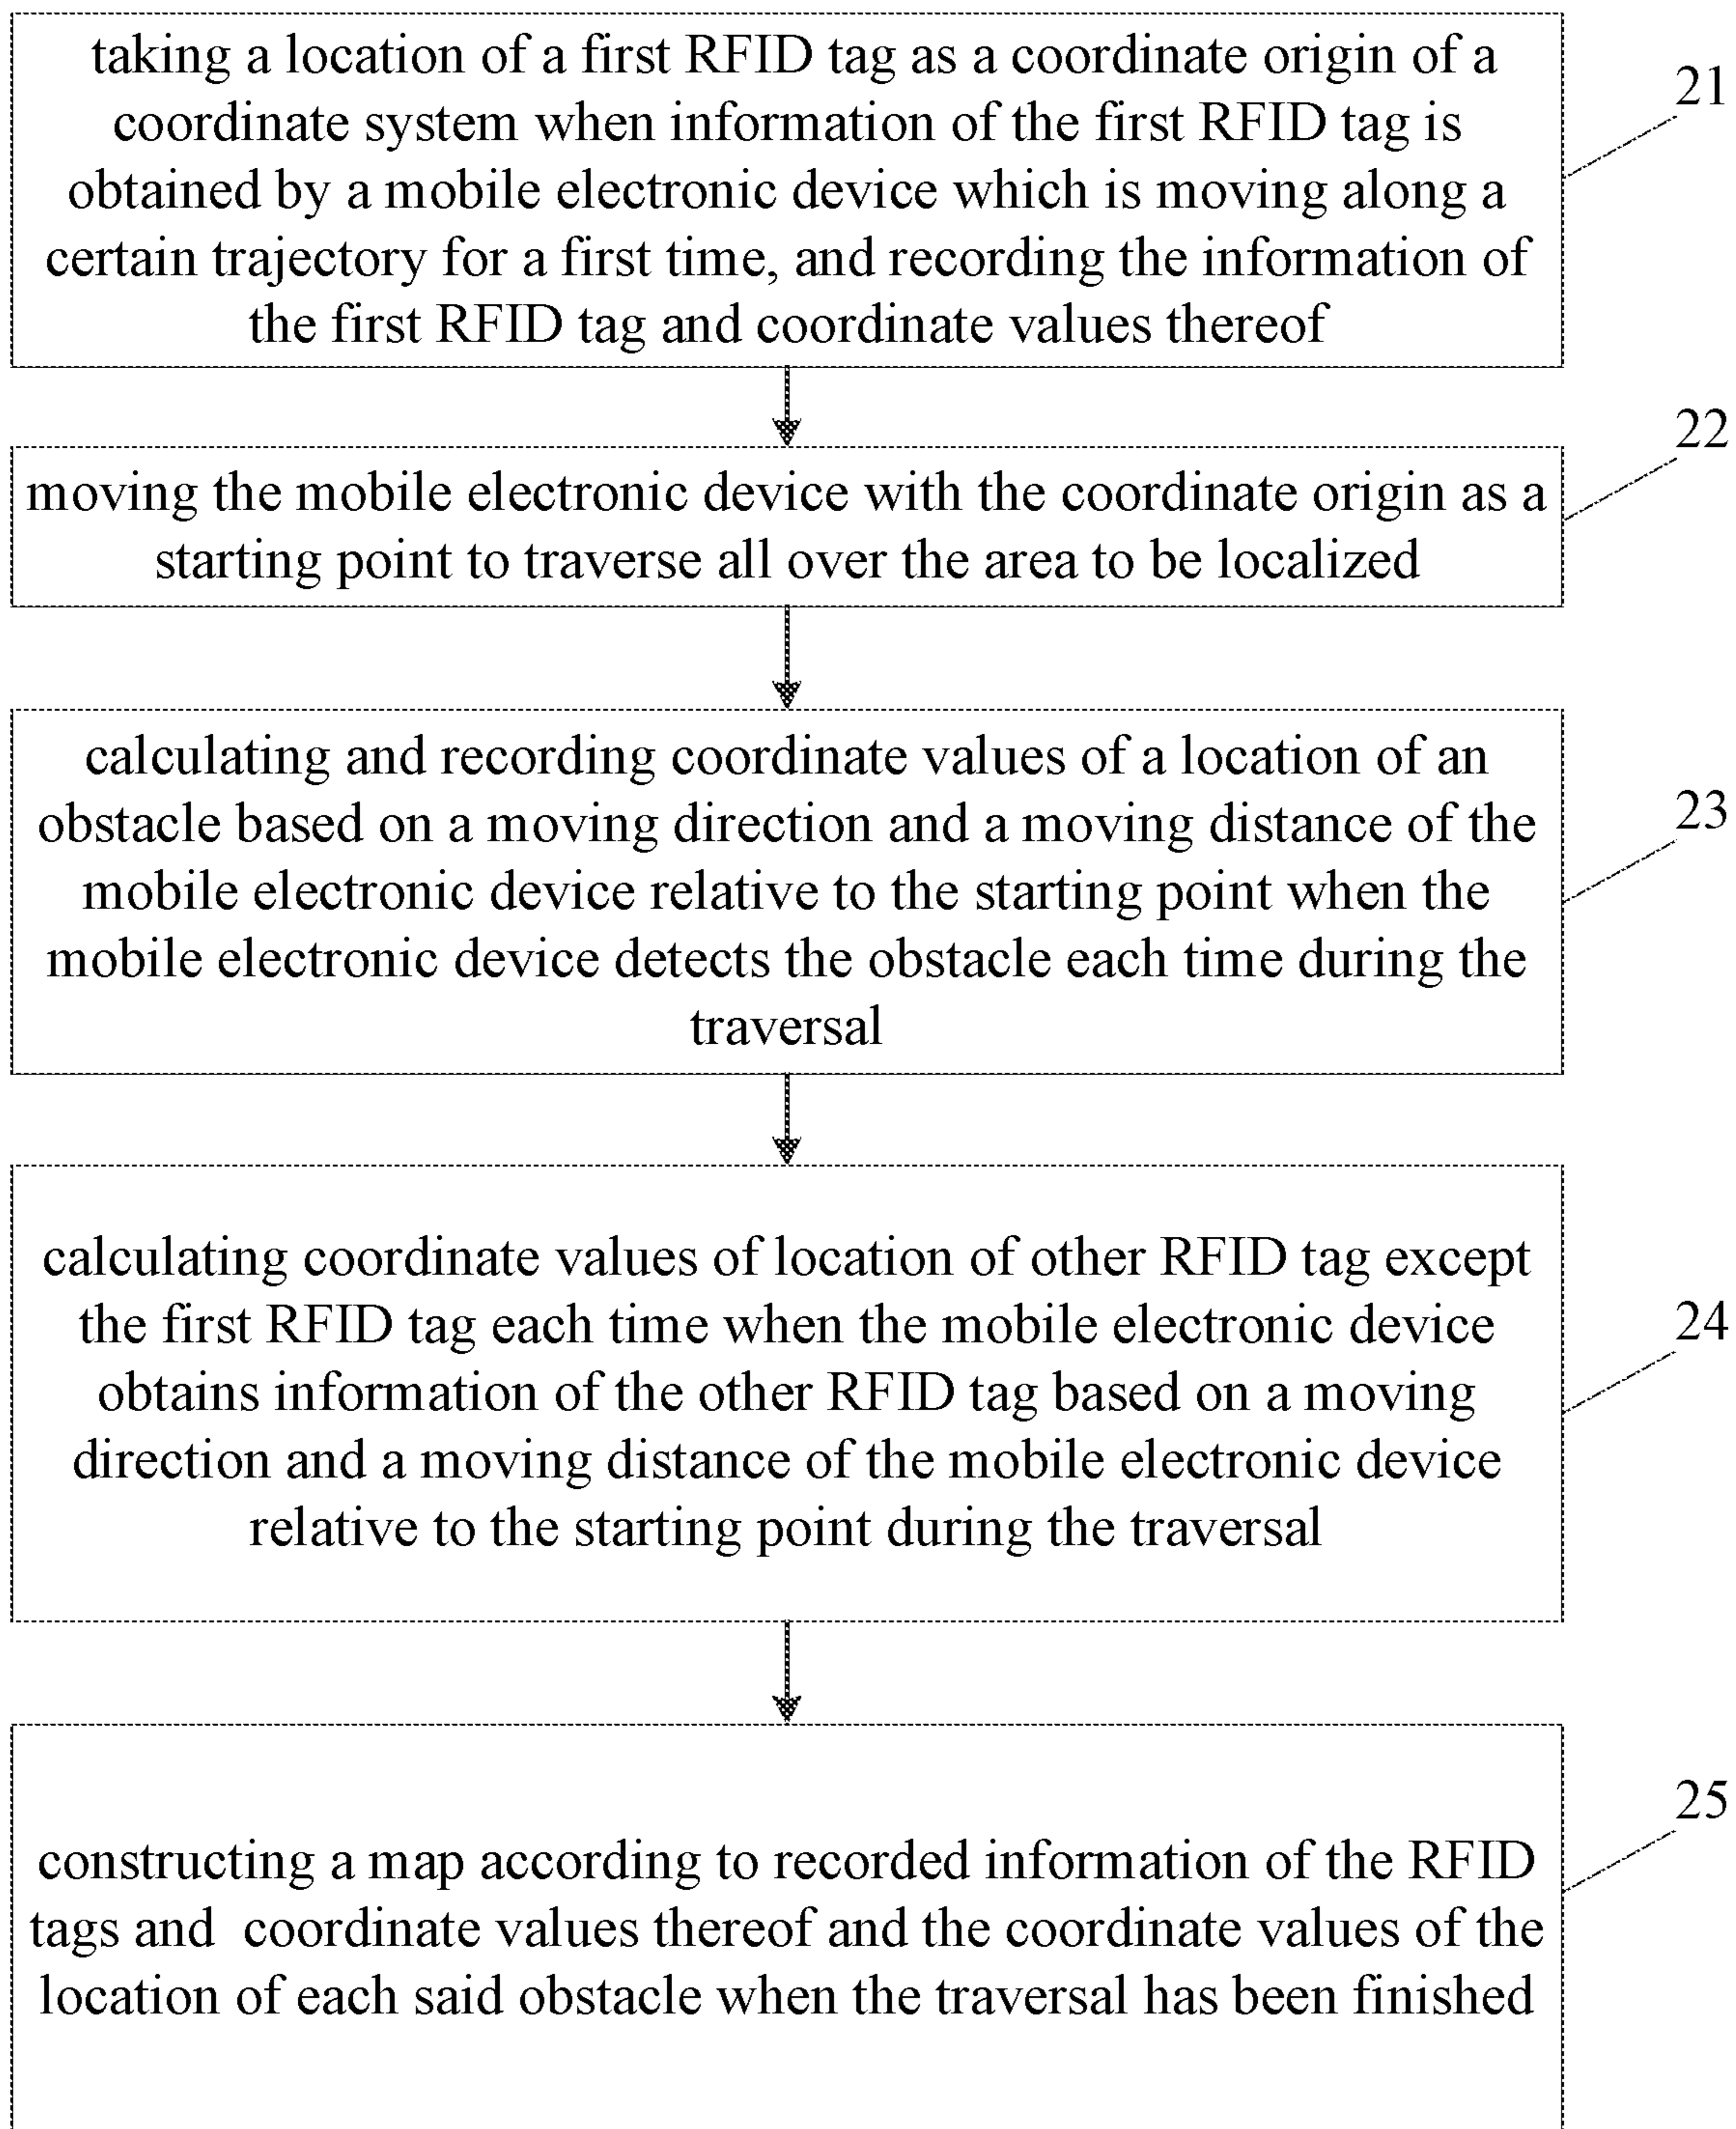 taking a location of a first RFID tag as a coordinate origin of a
coordinate system when information of the first RFID tag is
obtained by a mobile electronic device which is moving along a
certain trajectory for a first time, and recording the information of
the first RFID tag and coordinate values thereof
21
22
moving the mobile electronic device with the coordinate origin as a
starting point to traverse all over the area to be localized
calculating and recording coordinate values of a location of an
obstacle based on a moving direction and a moving distance of the
mobile electronic device relative to the starting point when the
mobile electronic device detects the obstacle each time during the
traversal
23
calculating coordinate values of location of other RFID tag except
the first RFID tag each time when the mobile electronic device
obtains information of the other RFID tag based on a moving
direction and a moving distance of the mobile electronic device
relative to the starting point during the traversal
24
25
constructing a map according to recorded information of the RFID
tags and  coordinate values thereof and the coordinate values of the
location of each said obstacle when the traversal has been finished